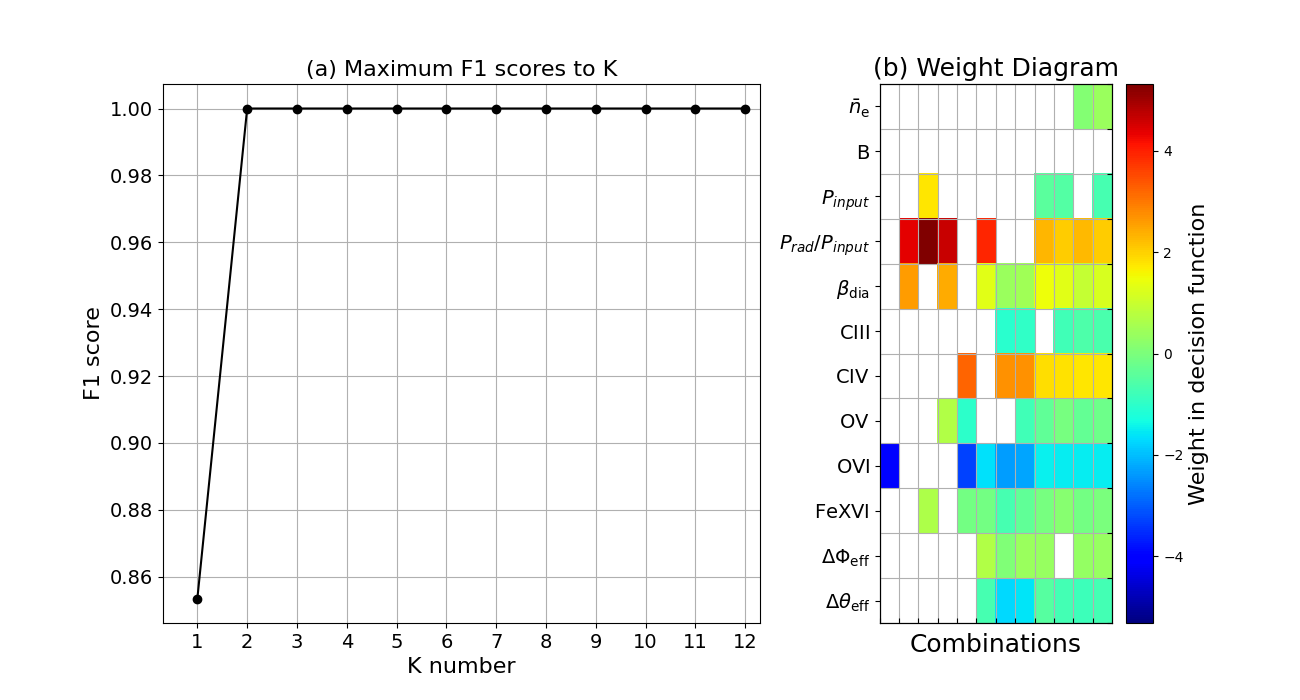 (a) Maximum F1 scores to K
F1 score
1.00
0.98
0.96
0.94
0.92
0.90
0.88
0.86
1 2 3 4 5 6 7 8 9 10 11 12
K number
(b) Weight Diagram
n̄e
B
Pinput
Prad/Pinput
βdia
CIII
CIV
OV
OVI
FeXVI
ΔΦeff
Δθeff
Combinations
4
2
0
−2
−4
Weight in decision function